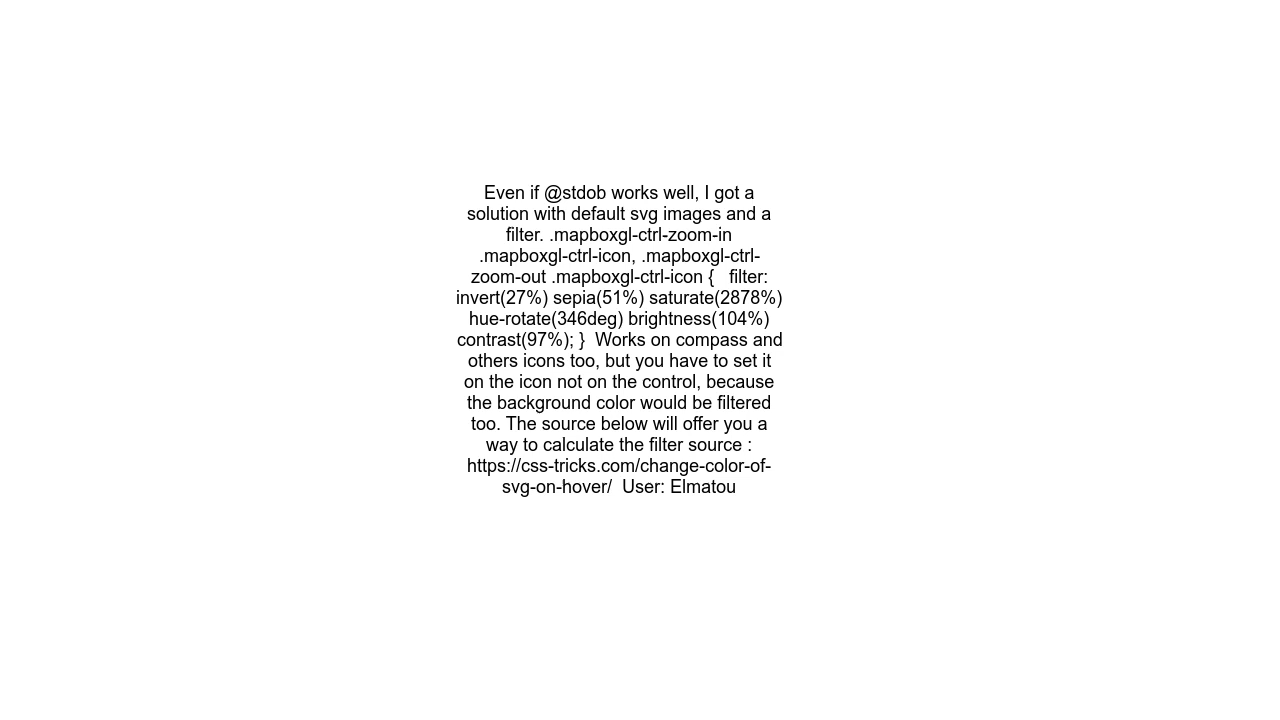 Even if @stdob works well, I got a
solution with default svg images and a
filter. .mapboxgl-ctrl-zoom-in
.mapboxgl-ctrl-icon, .mapboxgl-ctrl-
zoom-out .mapboxgl-ctrl-icon {   filter:
invert(27%) sepia(51%) saturate(2878%)
hue-rotate(346deg) brightness(104%)
contrast(97%); }  Works on compass and
others icons too, but you have to set it
on the icon not on the control, because
the background color would be filtered
too. The source below will offer you a
way to calculate the filter source :
https://css-tricks.com/change-color-of-
svg-on-hover/  User: Elmatou